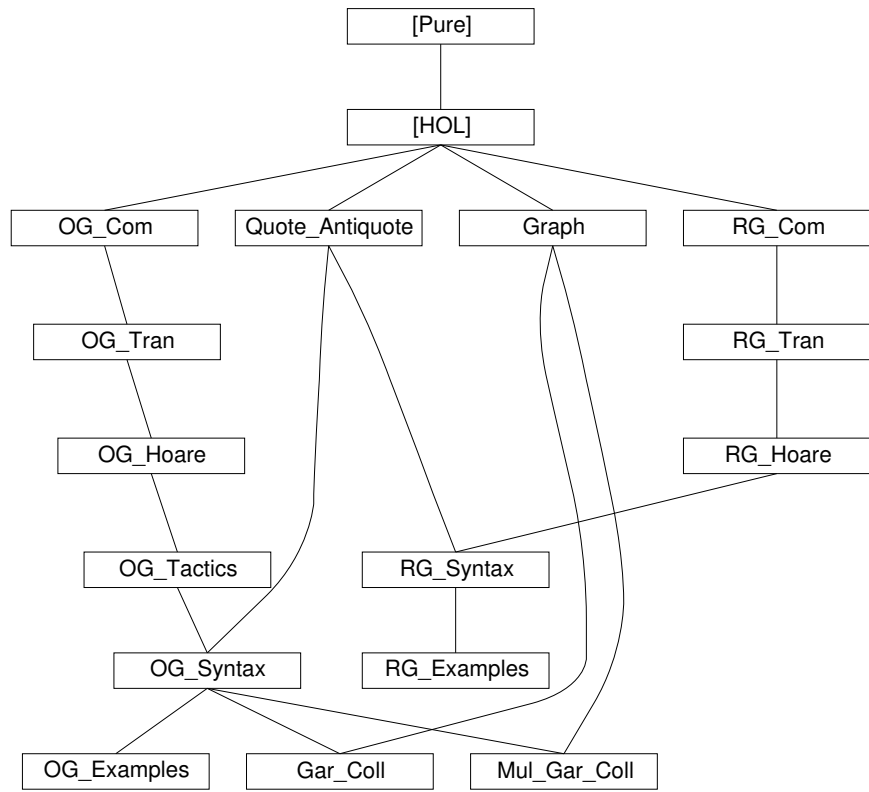 [Pure]
[HOL]
OG_Com
Quote_Antiquote
Graph
RG_Com
OG_Tran
RG_Tran
OG_Hoare
RG_Hoare
OG_Tactics
RG_Syntax
OG_Syntax
RG_Examples
OG_Examples
Gar_Coll
Mul_Gar_Coll